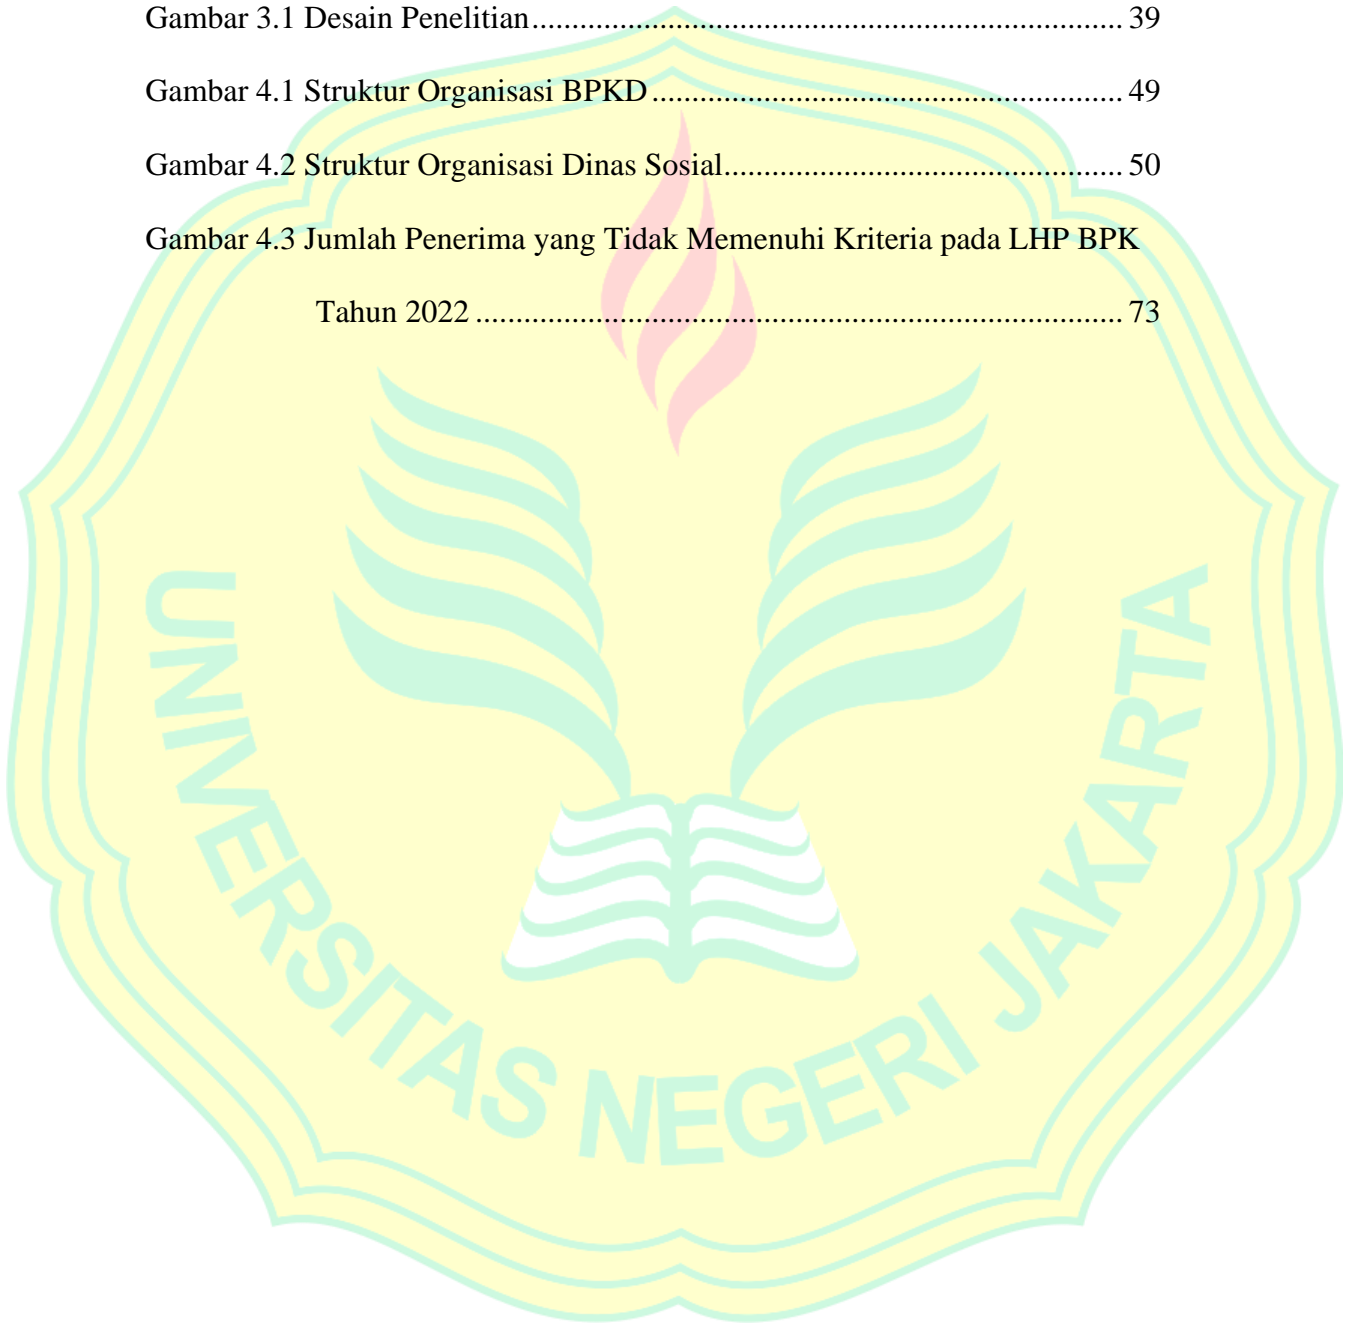 Gambar 3.1 Desain Penelitian.......................................................................... 39
Gambar 4.1 Struktur Organisasi BPKD ........................................................... 49
Gambar 4.2 Struktur Organisasi Dinas Sosial.................................................. 50
Gambar 4.3 Jumlah Penerima yang Tidak Memenuhi Kriteria pada LHP BPK
Tahun 2022 ................................................................................. 73
UNIVERSITAS NEGERI JAKARTA